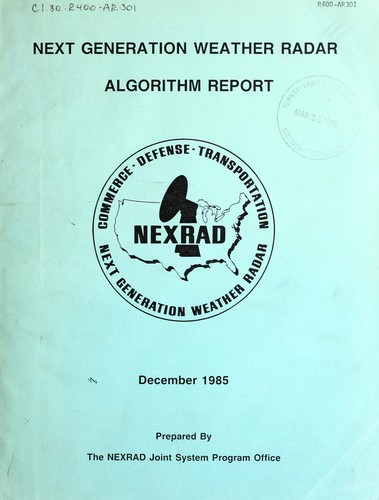 C1.80:R400-AR301
R400-AR301
NEXT GENERATION WEATHER RADAR
ALGORITHM REPORT
COMMERCE - DEFENSE - TRANSPORTATION
NEXRAD
NEXT GENERATION WEATHER RADAR
December 1985
Prepared By
The NEXRAD Joint System Program Office